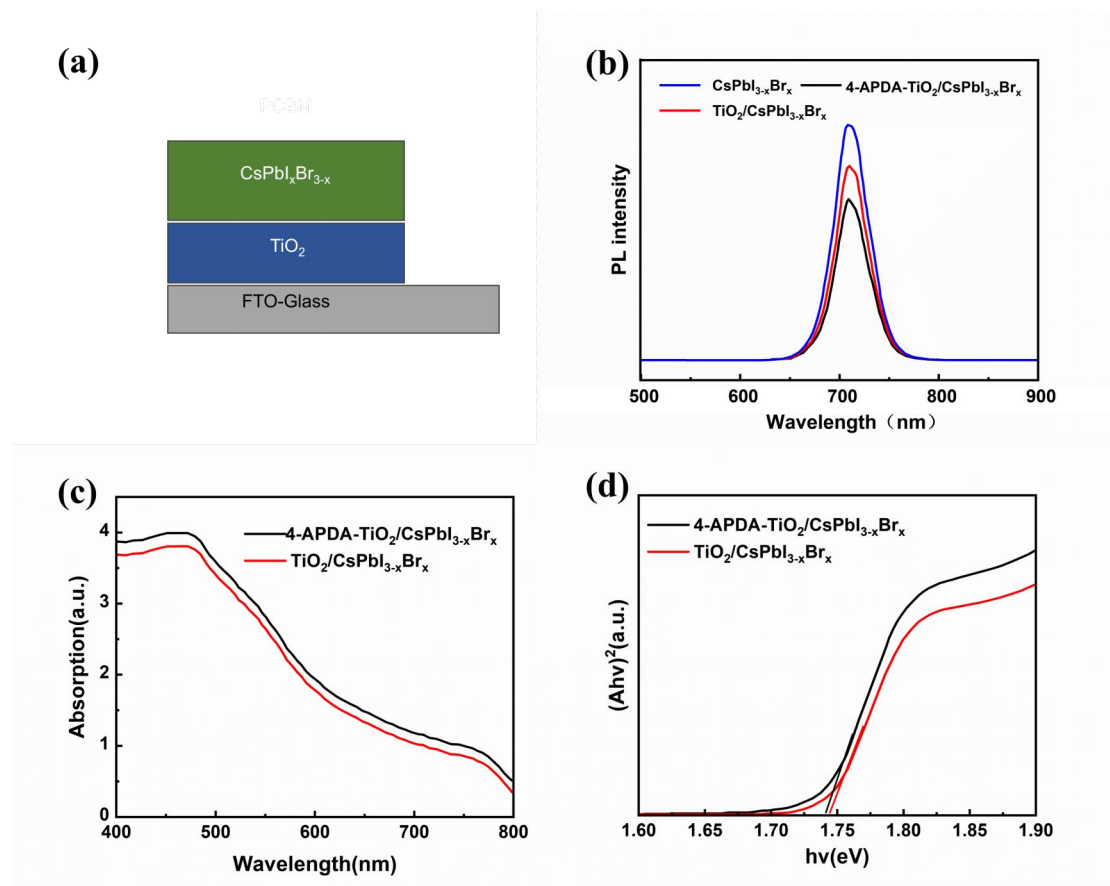 (a)
PCBM
CsPbIₓBr₃₋ₓ
TiO₂
FTO-Glass
(b)
CsPbI₃₋ₓBrₓ
4-APDA-TiO₂/CsPbI₃₋ₓBrₓ
TiO₂/CsPbI₃₋ₓBrₓ
PL intensity
500 600 700 800 900
Wavelength（nm）
(c)
4-APDA-TiO₂/CsPbI₃₋ₓBrₓ
TiO₂/CsPbI₃₋ₓBrₓ
Absorption(a.u.)
4
3
2
1
0
400 500 600 700 800
Wavelength(nm)
(d)
4-APDA-TiO₂/CsPbI₃₋ₓBrₓ
TiO₂/CsPbI₃₋ₓBrₓ
(Ahv)²(a.u.)
1.60 1.65 1.70 1.75 1.80 1.85 1.90
hv(eV)